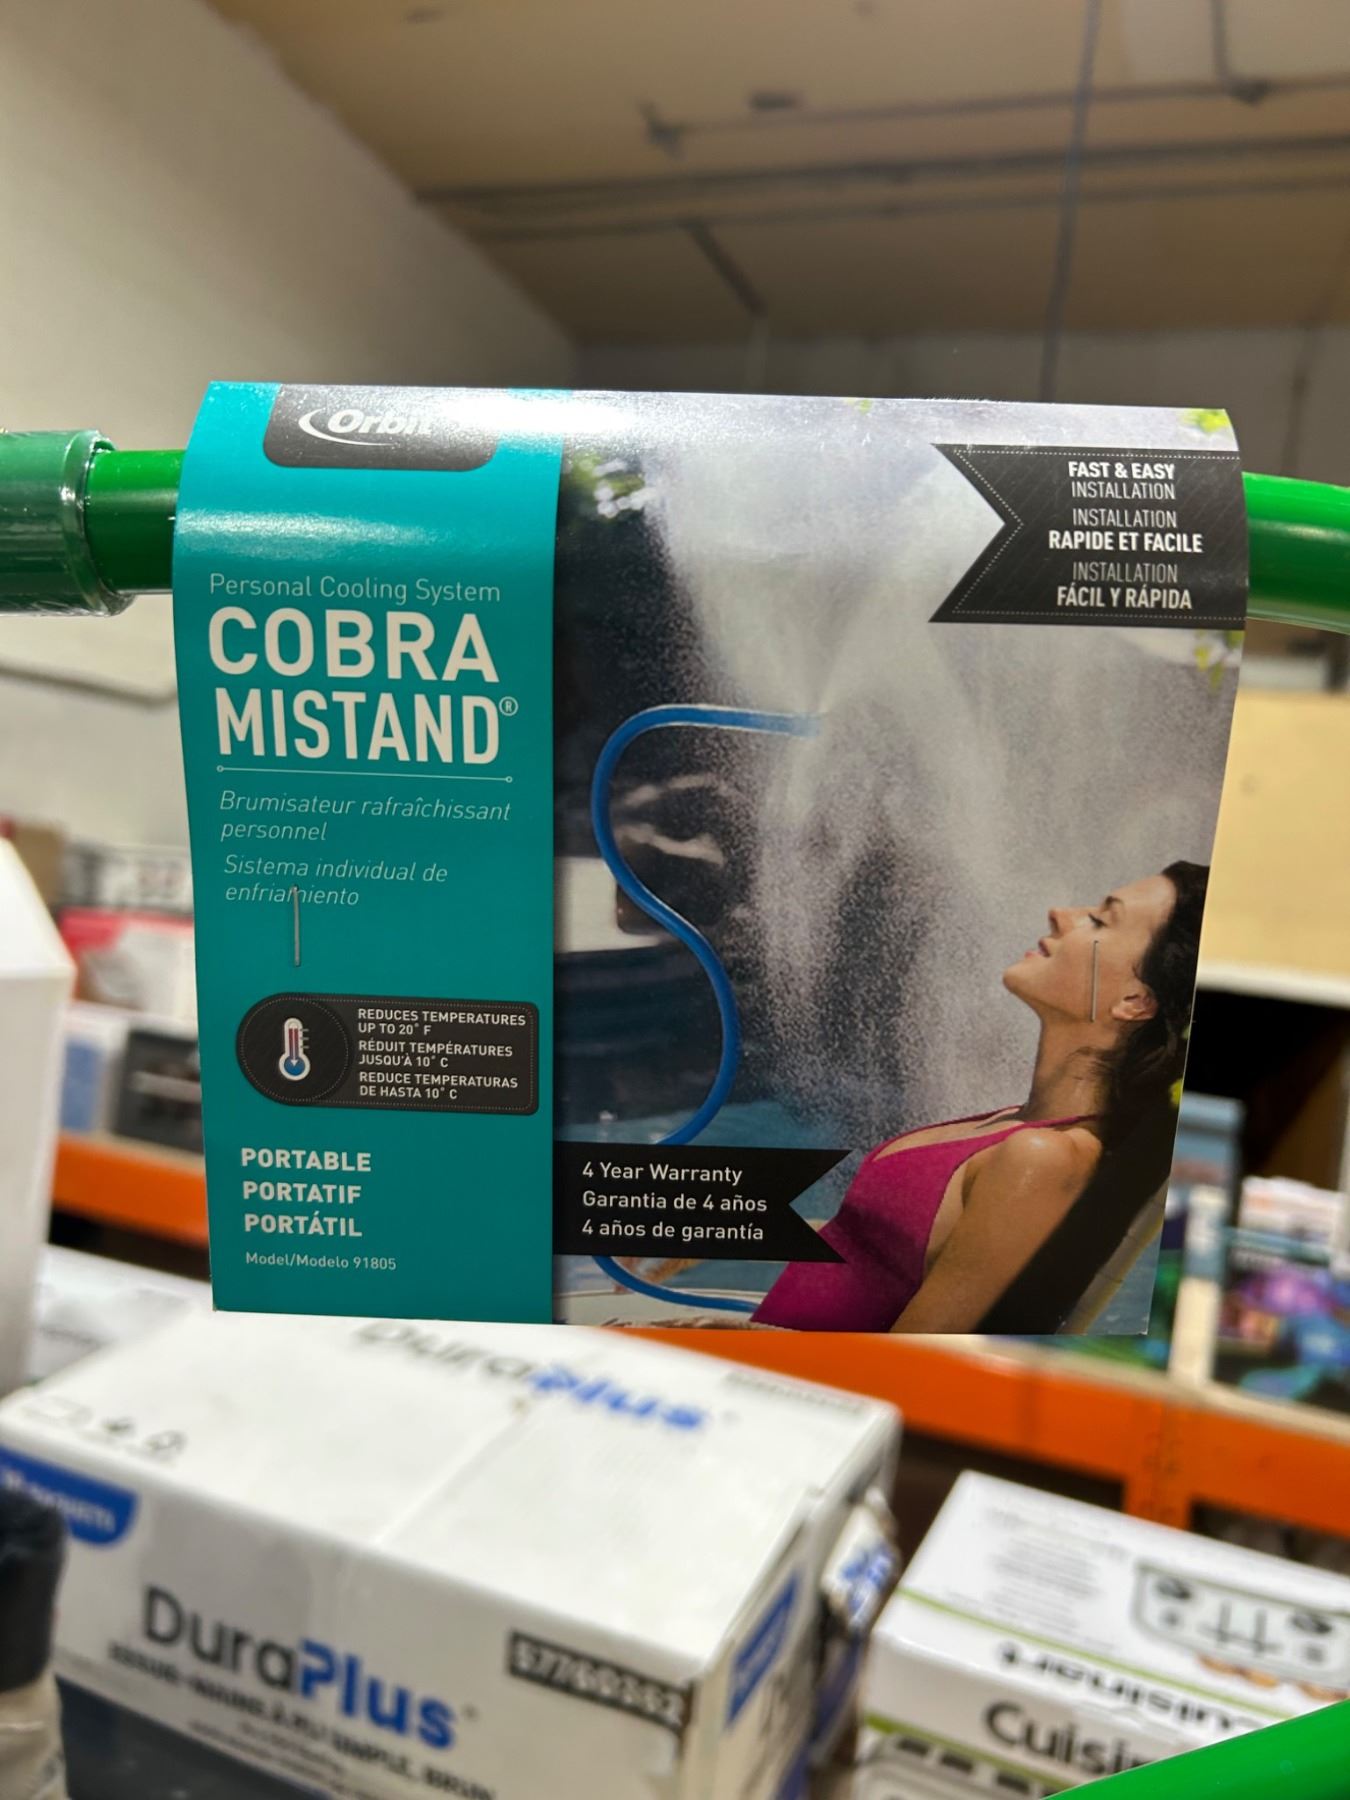 Orbit
FAST & EASY
INSTALLATION
INSTALLATION
RAPIDE ET FACILE
INSTALLATION
FÁCIL Y RÁPIDA
Personal Cooling System
COBRA
MISTAND®
Brumisateur rafraîchissant
personnel
Sistema individual de
enfriamiento
REDUCES TEMPERATURES
UP TO 20° F
RÉDUIT TEMPÉRATURES
JUSQU'À 10° C
REDUCE TEMPERATURAS
DE HASTA 10° C
PORTABLE
PORTATIF
PORTÁTIL
Model/Modelo 91805
4 Year Warranty
Garantia de 4 años
4 años de garantía
DuraPlus
DuraPlus
57760352
Cuisinart